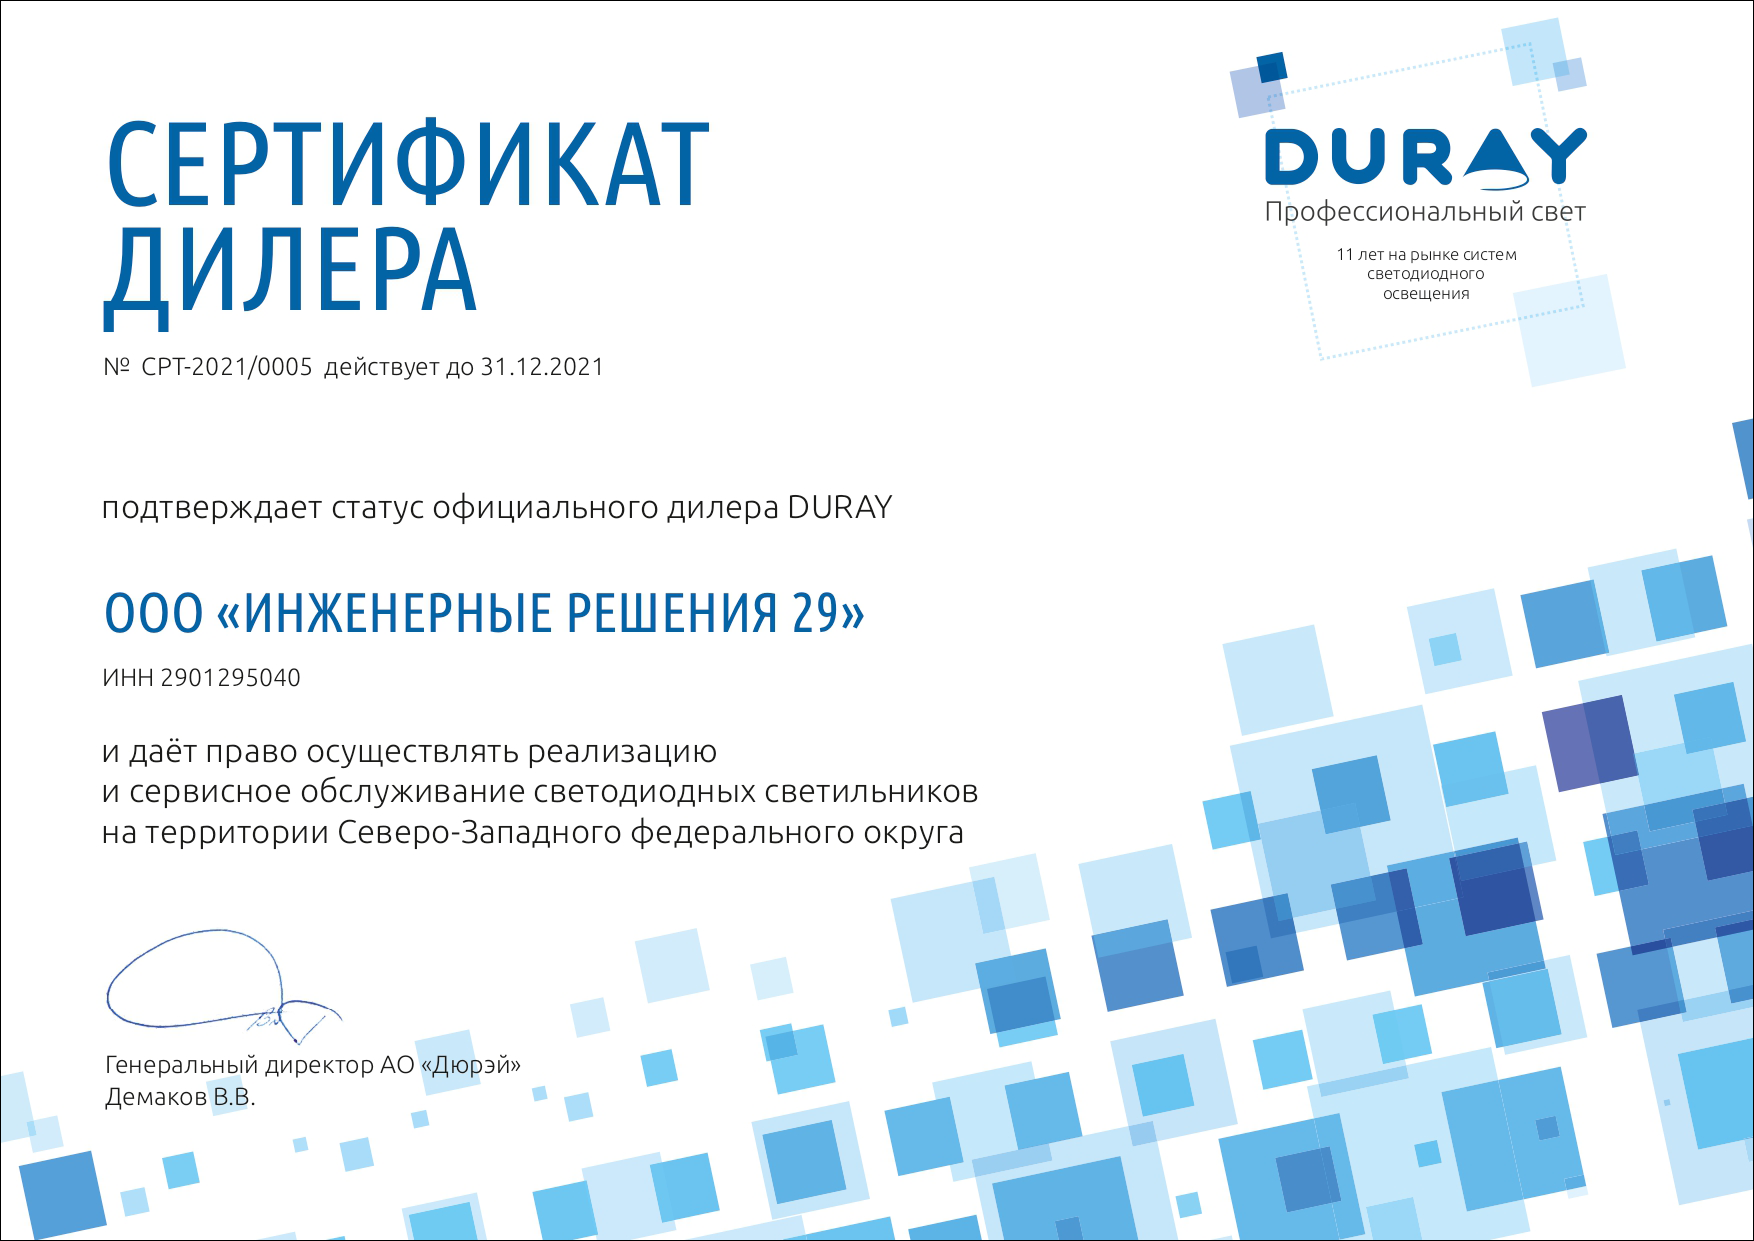 СЕРТИФИКАТ
ДИЛЕРА
№ СРТ-2021/0005 действует до 31.12.2021
DURAY
Профессиональный свет
11 лет на рынке систем
светодиодного
освещения
подтверждает статус официального дилера DURAY
ООО «ИНЖЕНЕРНЫЕ РЕШЕНИЯ 29»
ИНН 2901295040
и даёт право осуществлять реализацию
и сервисное обслуживание светодиодных светильников
на территории Северо-Западного федерального округа
Генеральный директор АО «Дюрэй»
Демаков В.В.